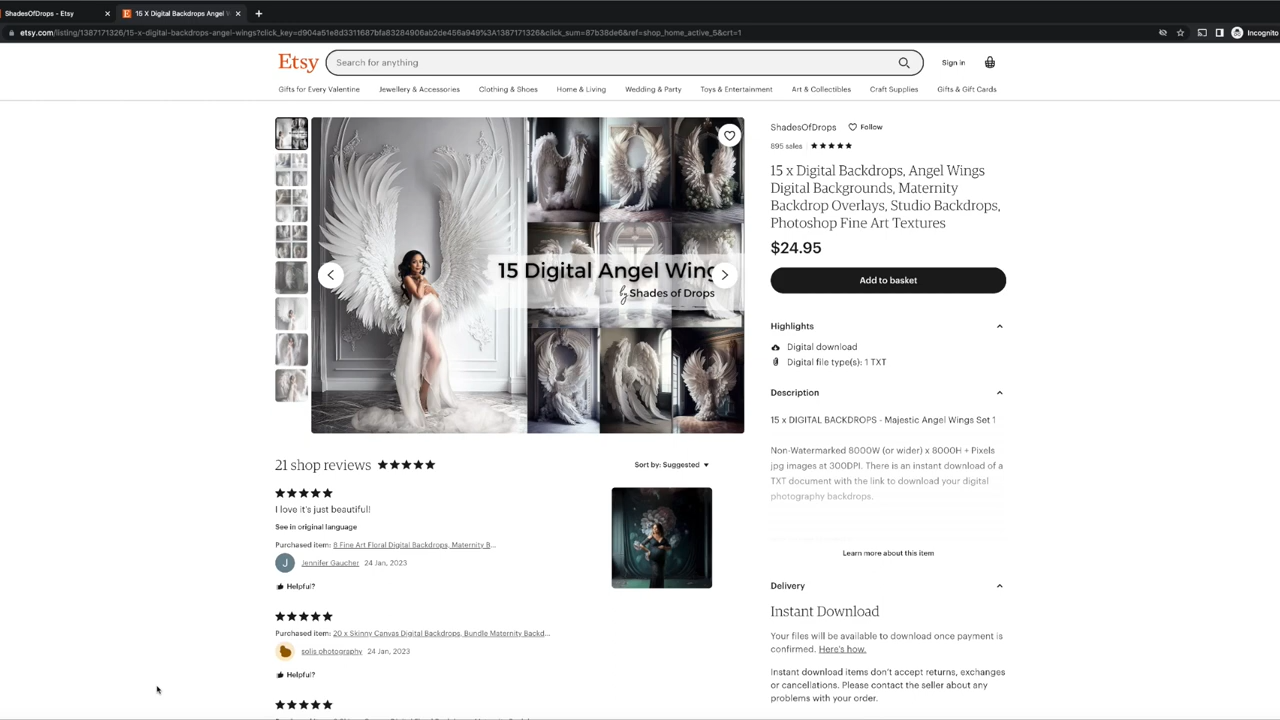 ShadesOfDrops - Etsy
15 X Digital Backdrops Angel W
etsy.com/listing/1387171326/15-x-digital-backdrops-angel-wings?click_key=d904a51e8d3311687bfa83284906ab2de456a949%3A1387171326&click_sum=87b38de6&ref=shop_home_active_5&crt=1
Incognito
Etsy
Search for anything
Sign in
Gifts for Every Valentine
Jewellery & Accessories
Clothing & Shoes
Home & Living
Wedding & Party
Toys & Entertainment
Art & Collectibles
Craft Supplies
Gifts & Gift Cards
15 Digital Angel Wing
by Shades of Drops
ShadesOfDrops
Follow
895 sales
15 x Digital Backdrops, Angel Wings
Digital Backgrounds, Maternity
Backdrop Overlays, Studio Backdrops,
Photoshop Fine Art Textures
$24.95
Add to basket
Highlights
Digital download
Digital file type(s): 1 TXT
Description
15 x DIGITAL BACKDROPS - Majestic Angel Wings Set 1
Non-Watermarked 8000W (or wider) x 8000H + Pixels
jpg images at 300DPI. There is an instant download of a
TXT document with the link to download your digital
photography backdrops.
Learn more about this item
Delivery
Instant Download
Your files will be available to download once payment is
confirmed. Here's how.
Instant download items don't accept returns, exchanges
or cancellations. Please contact the seller about any
problems with your order.
21 shop reviews
Sort by: Suggested
I love it's just beautiful!
See in original language
Purchased item: 8 Fine Art Floral Digital Backdrops, Maternity B...
J
Jennifer Gaucher 24 Jan, 2023
Helpful?
Purchased item: 20 x Skinny Canvas Digital Backdrops, Bundle Maternity Backd...
solis photography 24 Jan, 2023
Helpful?